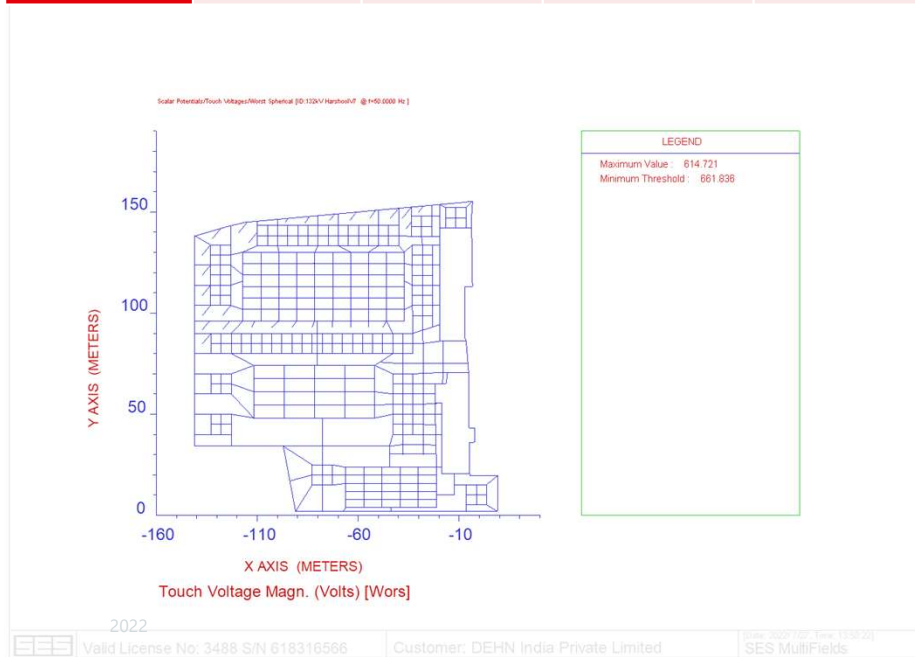 Scalar Potentials/Touch Voltages/Worst Spherical [ID:132kV HarshoolV7 @ f=50.0000 Hz ]
LEGEND
Maximum Value : 614.721
Minimum Threshold : 661.836
150
100
50
0
-160 -110 -60 -10
Y AXIS (METERS)
X AXIS (METERS)
Touch Voltage Magn. (Volts) [Wors]
2022
SES
Valid License No: 3488 S/N 618316566
Customer: DEHN India Private Limited
SES MultiFields